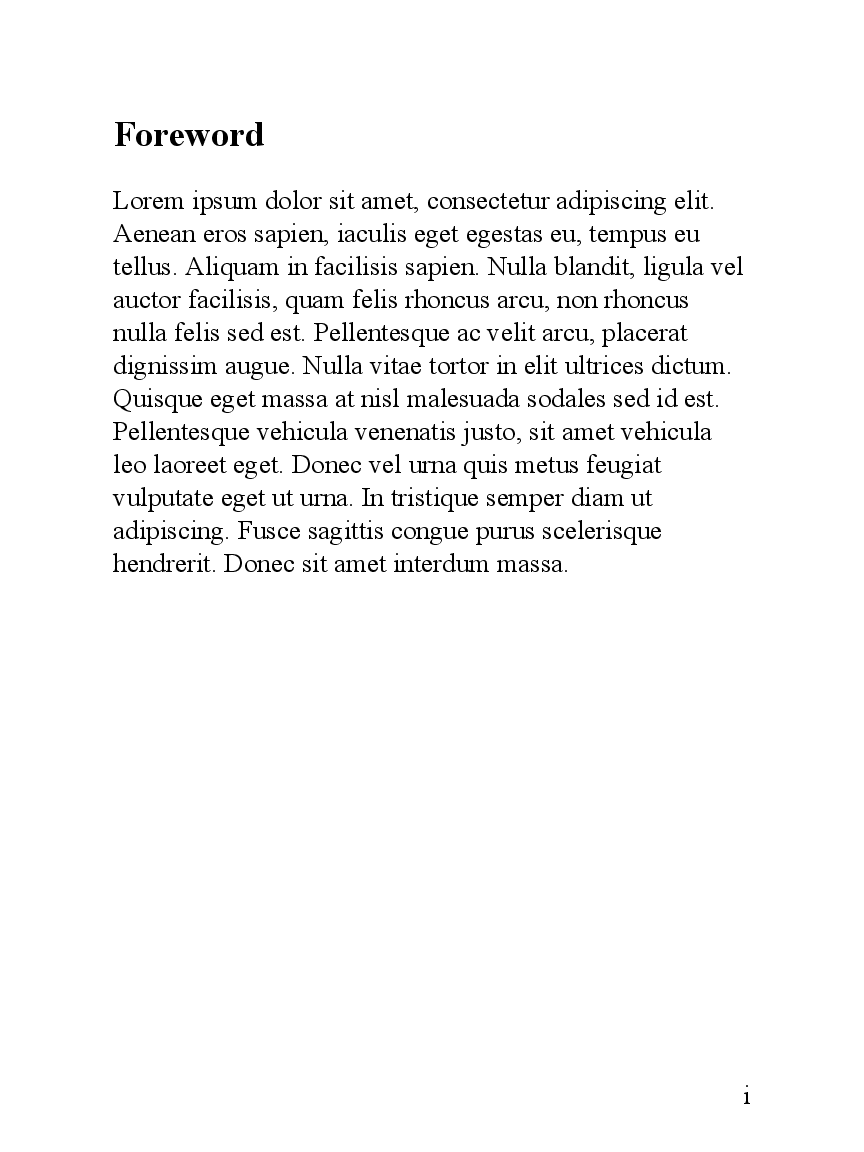 Foreword
Lorem ipsum dolor sit amet, consectetur adipiscing elit.
Aenean eros sapien, iaculis eget egestas eu, tempus eu
tellus. Aliquam in facilisis sapien. Nulla blandit, ligula vel
auctor facilisis, quam felis rhoncus arcu, non rhoncus
nulla felis sed est. Pellentesque ac velit arcu, placerat
dignissim augue. Nulla vitae tortor in elit ultrices dictum.
Quisque eget massa at nisl malesuada sodales sed id est.
Pellentesque vehicula venenatis justo, sit amet vehicula
leo laoreet eget. Donec vel urna quis metus feugiat
vulputate eget ut urna. In tristique semper diam ut
adipiscing. Fusce sagittis congue purus scelerisque
hendrerit. Donec sit amet interdum massa.
i